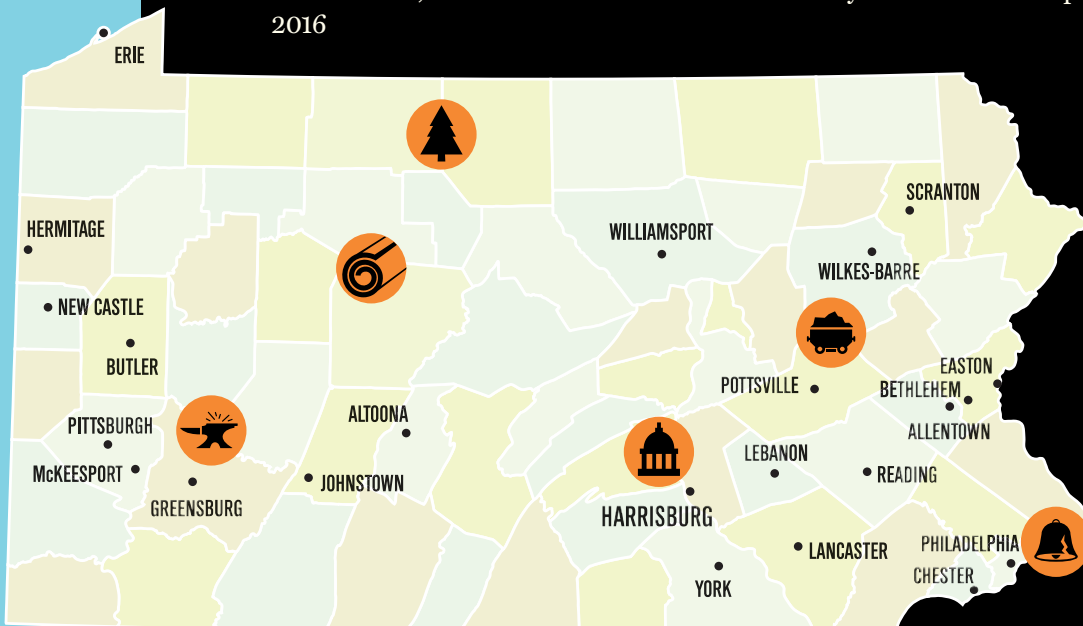 2016
ERIE
SCRANTON
HERMITAGE
WILLIAMSPORT
WILKES-BARRE
NEW CASTLE
BUTLER
EASTON
POTTSVILLE
BETHLEHEM
ALTOONA
PITTSBURGH
ALLENTOWN
LEBANON
McKEESPORT
READING
JOHNSTOWN
GREENSBURG
HARRISBURG
PHILADELPHIA
LANCASTER
CHESTER
YORK